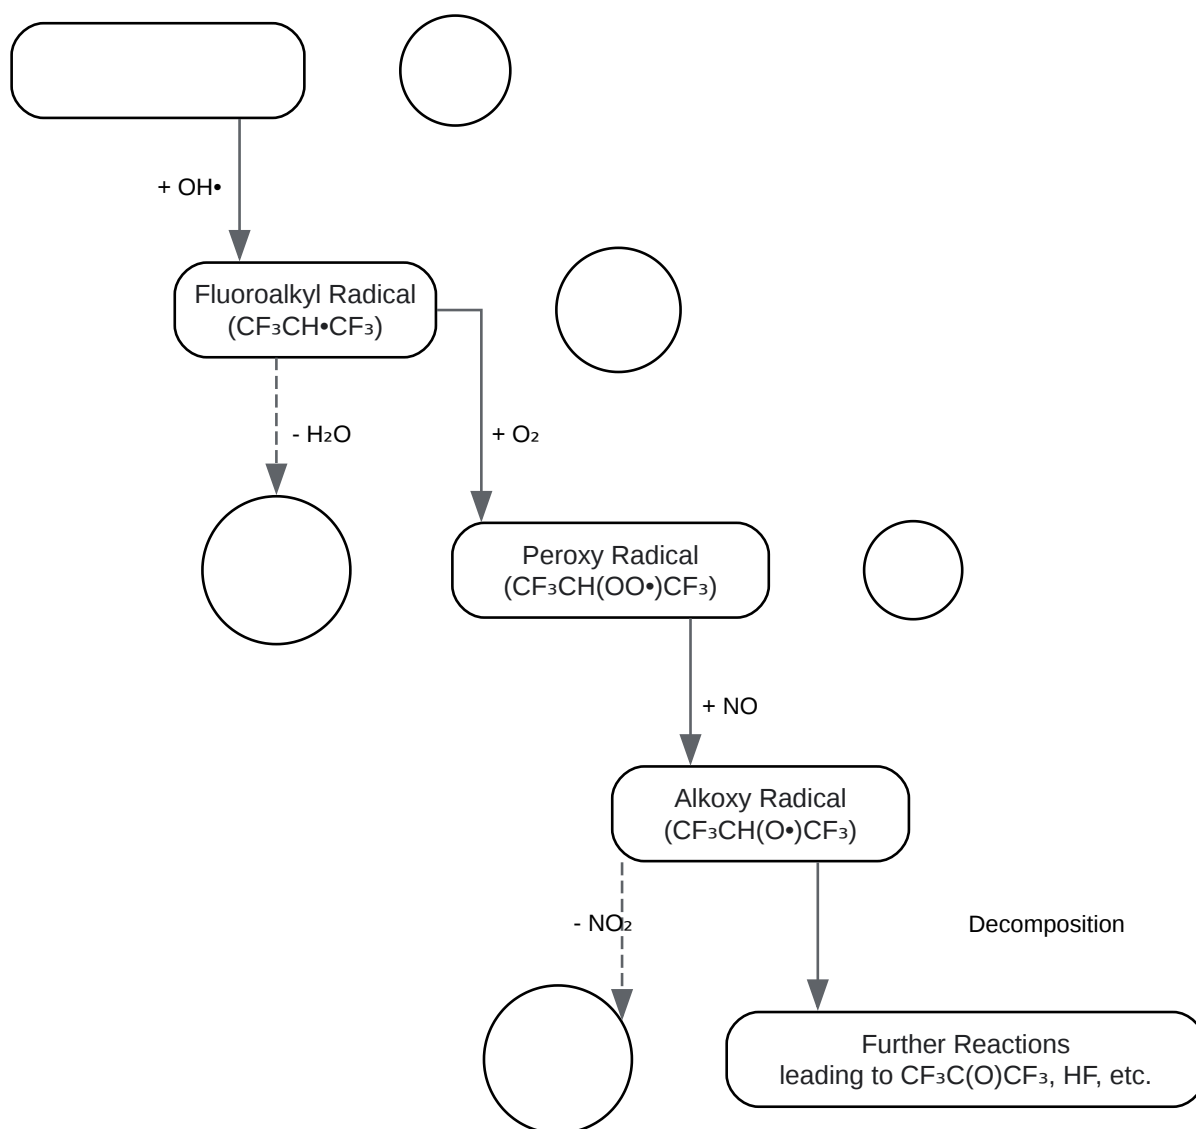 + OH•
Fluoroalkyl Radical
(CF₃CH•CF₃)
- H₂O
+ O₂
Peroxy Radical
(CF₃CH(OO•)CF₃)
+ NO
Alkoxy Radical
(CF₃CH(O•)CF₃)
- NO₂
Decomposition
Further Reactions
leading to CF₃C(O)CF₃, HF, etc.